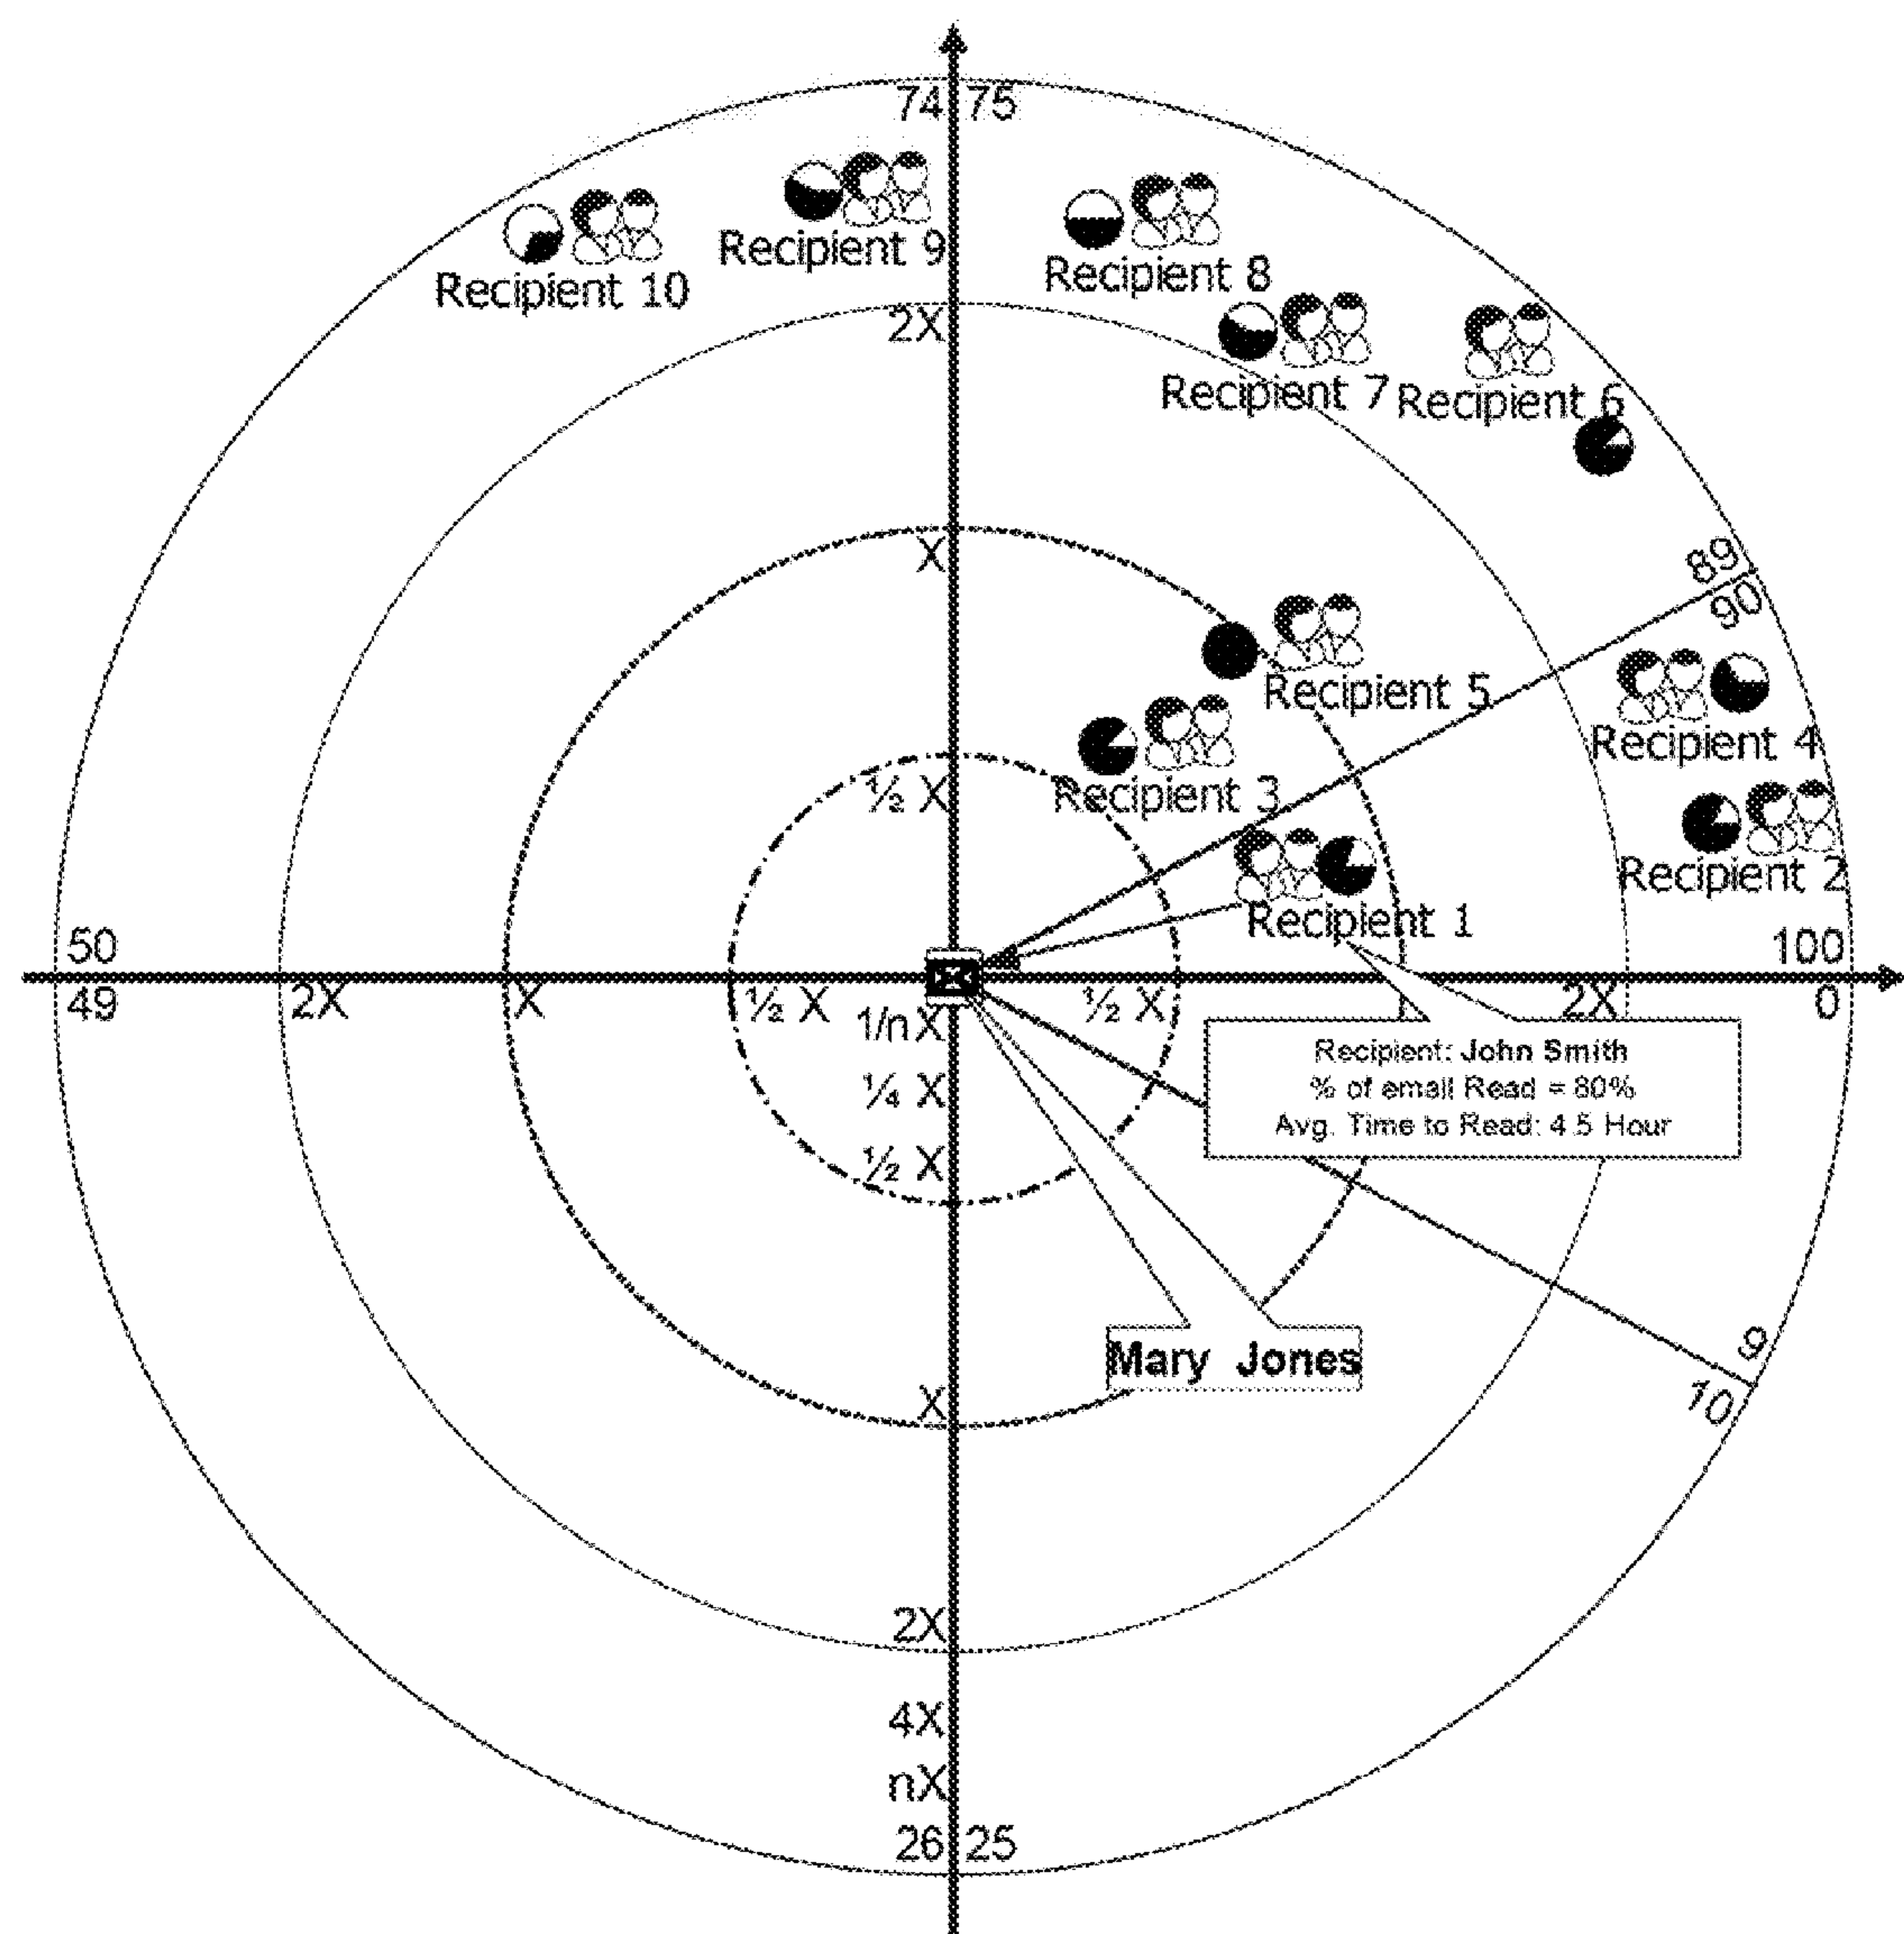 74 75
Recipient 9
Recipient 8
Recipient 10
2X
Recipient 7 Recipient 6
X
89
90
Recipient 5
Recipient 4
½ X
Recipient 3
Recipient 2
Recipient 1
50
100
49
2X
X
½ X
½ X
2X
0
1/nX
Recipient: John Smith
% of email Read = 80%
Avg. Time to Read: 4.5 Hour
¼ X
½ X
Mary Jones
9
10
X
2X
4X
nX
26 25